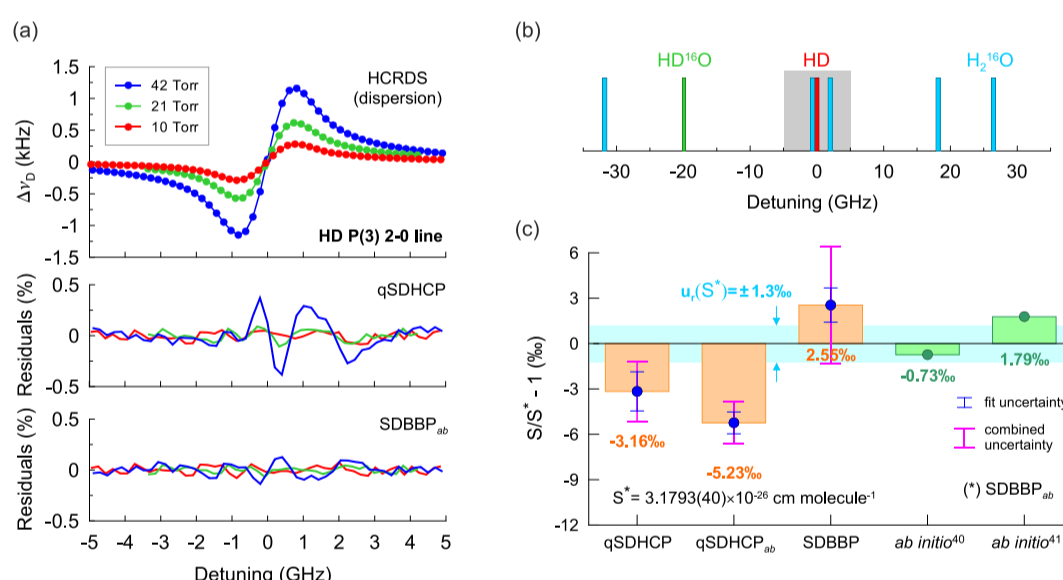 (a)
1.5
1
0.5
0
-0.5
-1
-1.5
Δν_D (kHz)
42 Torr
21 Torr
10 Torr
HCRDS
(dispersion)
HD P(3) 2-0 line
0.5
0
-0.5
Residuals (%)
qSDHCP
0.5
0
-0.5
Residuals (%)
SDBBP_ab
-5 -4 -3 -2 -1 0 1 2 3 4 5
Detuning (GHz)
(b)
HD¹⁶O
HD
H₂¹⁶O
-30 -20 -10 0 10 20 30
Detuning (GHz)
(c)
6
3
0
-3
-6
-9
-12
S/S* - 1 (‰)
u_r(S*)=±1.3‰
-3.16‰
-5.23‰
2.55‰
-0.73‰
1.79‰
fit uncertainty
combined
uncertainty
S* = 3.1793(40)×10⁻²⁶ cm molecule⁻¹
(*) SDBBP_ab
qSDHCP qSDHCP_ab SDBBP ab initio⁴⁰ ab initio⁴¹